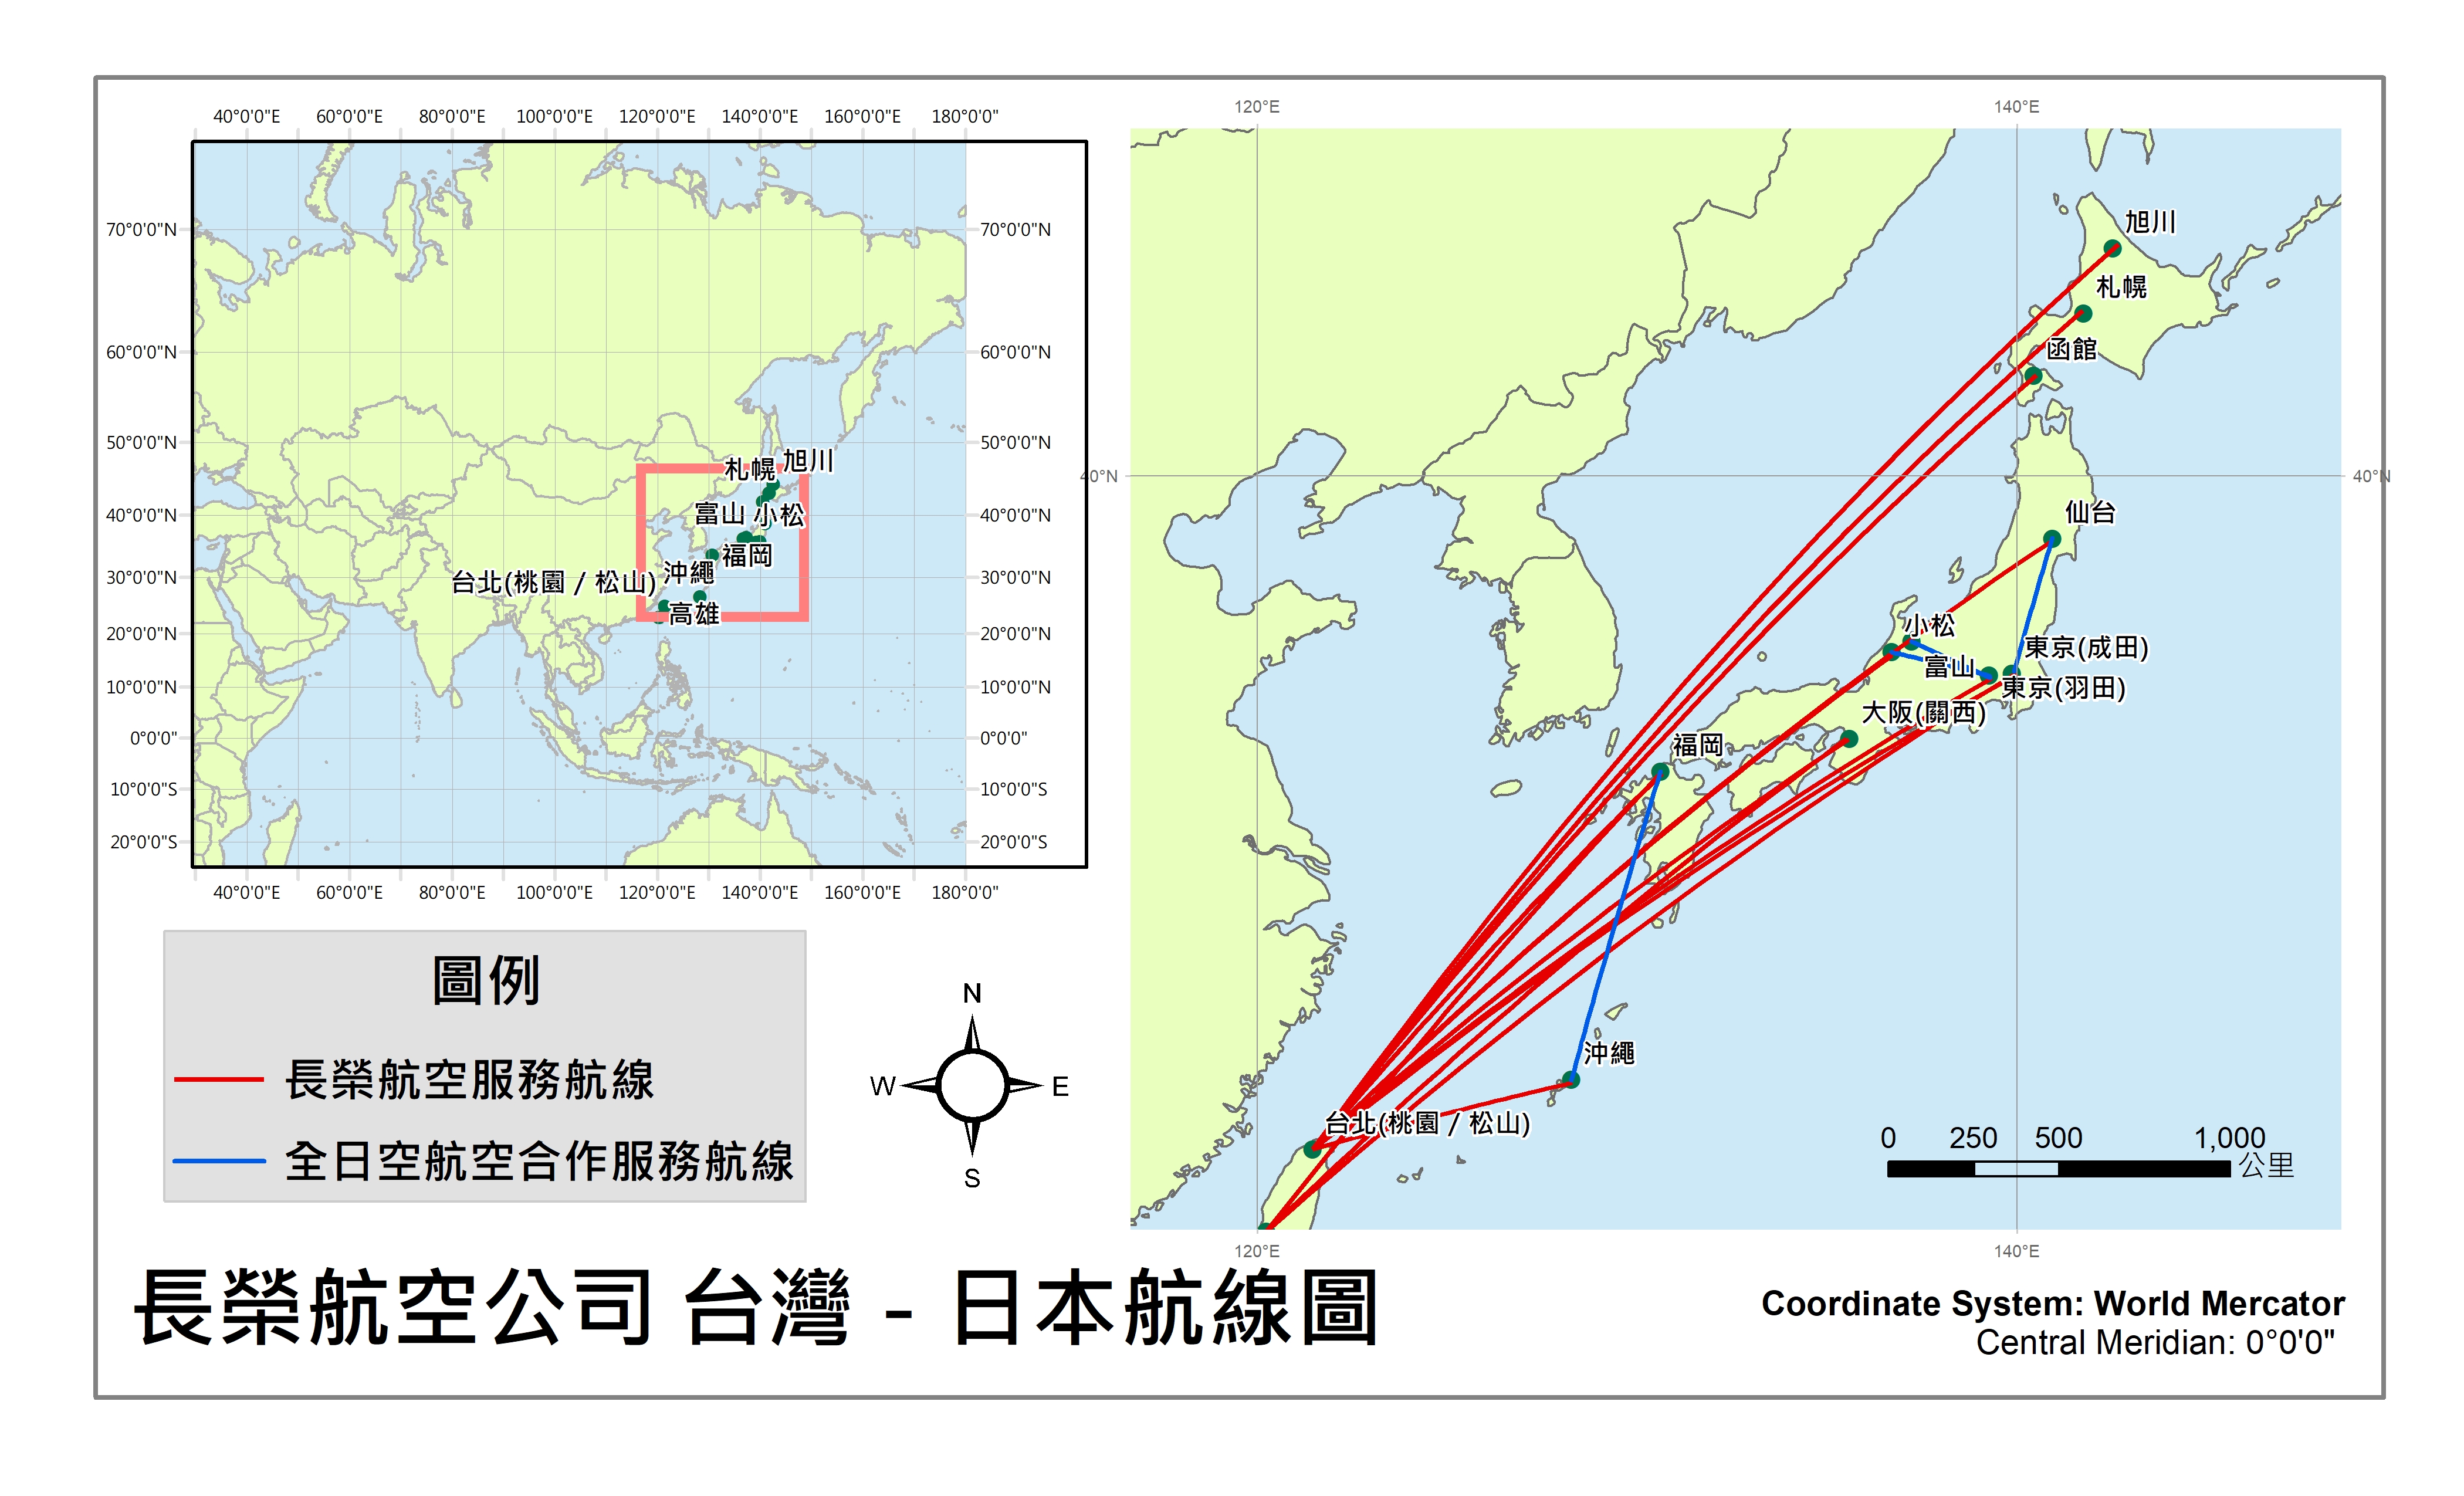 40°0'0"E 60°0'0"E 80°0'0"E 100°0'0"E 120°0'0"E 140°0'0"E 160°0'0"E 180°0'0"
70°0'0"N 70°0'0"N
60°0'0"N 60°0'0"N
50°0'0"N 50°0'0"N
40°0'0"N 40°0'0"N
30°0'0"N 30°0'0"N
20°0'0"N 20°0'0"N
10°0'0"N 10°0'0"N
0°0'0" 0°0'0"
10°0'0"S 10°0'0"S
20°0'0"S 20°0'0"S
札幌 旭川
富山 小松
福岡
沖繩
台北(桃園 / 松山)
高雄
40°0'0"E 60°0'0"E 80°0'0"E 100°0'0"E 120°0'0"E 140°0'0"E 160°0'0"E 180°0'0"
120°E 140°E
旭川
札幌
函館
40°N 40°N
仙台
小松
東京(成田)
富山
東京(羽田)
大阪(關西)
福岡
沖繩
台北(桃園 / 松山)
0 250 500 1,000
公里
120°E 140°E
圖例
長榮航空服務航線
全日空航空合作服務航線
N
W E
S
長榮航空公司 台灣 - 日本航線圖
Coordinate System: World Mercator
Central Meridian: 0°0'0"